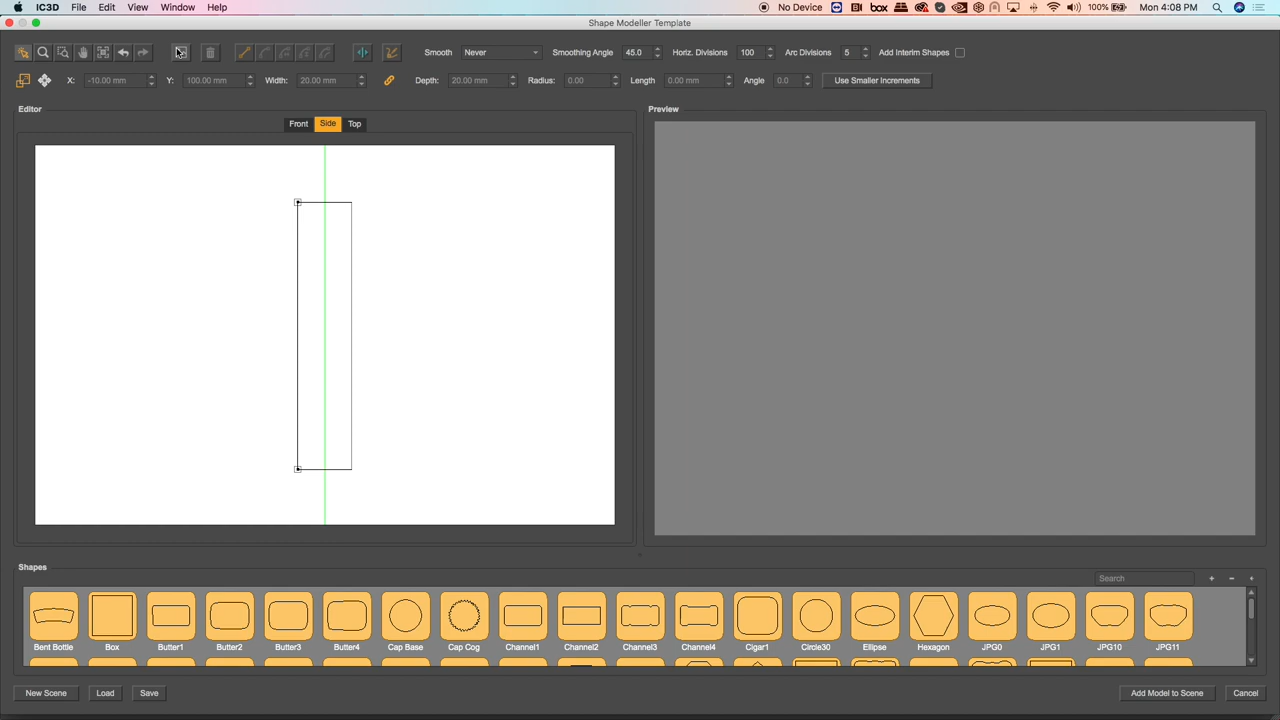 IC3D File Edit View Window Help No Device box 100% Mon 4:08 PM
Shape Modeller Template
Smooth Never Smoothing Angle 45.0 Horiz. Divisions 100 Arc Divisions 5 Add Interim Shapes
X: -10.00 mm Y: 100.00 mm Width: 20.00 mm Depth: 20.00 mm Radius: 0.00 Length 0.00 mm Angle 0.0 Use Smaller Increments
Editor Preview
Front Side Top
Shapes
Search + −
Bent Bottle Box Butter1 Butter2 Butter3 Butter4 Cap Base Cap Cog Channel1 Channel2 Channel3 Channel4 Cigar1 Circle30 Ellipse Hexagon JPG0 JPG1 JPG10 JPG11
New Scene Load Save Add Model to Scene Cancel